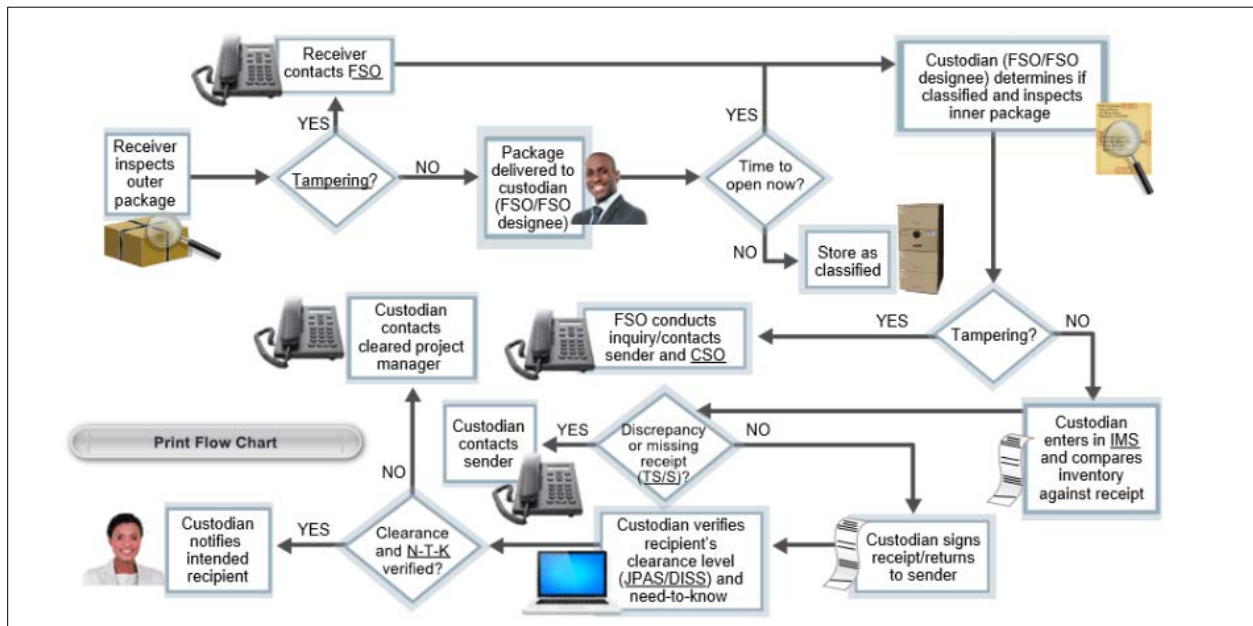 Receiver
contacts FSO
Custodian (FSO/FSO
designee) determines if
classified and inspects
inner package
YES
YES
Receiver
inspects
outer
package
Tampering?
NO
Package
delivered to
custodian
(FSO/FSO
designee)
Time to
open now?
NO
Store as
classified
Custodian
contacts
cleared project
manager
FSO conducts
inquiry/contacts
sender and CSO
YES
Tampering?
NO
Print Flow Chart
Custodian
contacts
sender
YES
Discrepancy
or missing
receipt
(TS/S)?
NO
Custodian
enters in IMS
and compares
inventory
against receipt
NO
Custodian
notifies
intended
recipient
YES
Clearance
and N-T-K
verified?
Custodian verifies
recipient's
clearance level
(JPAS/DISS) and
need-to-know
Custodian signs
receipt/returns
to sender